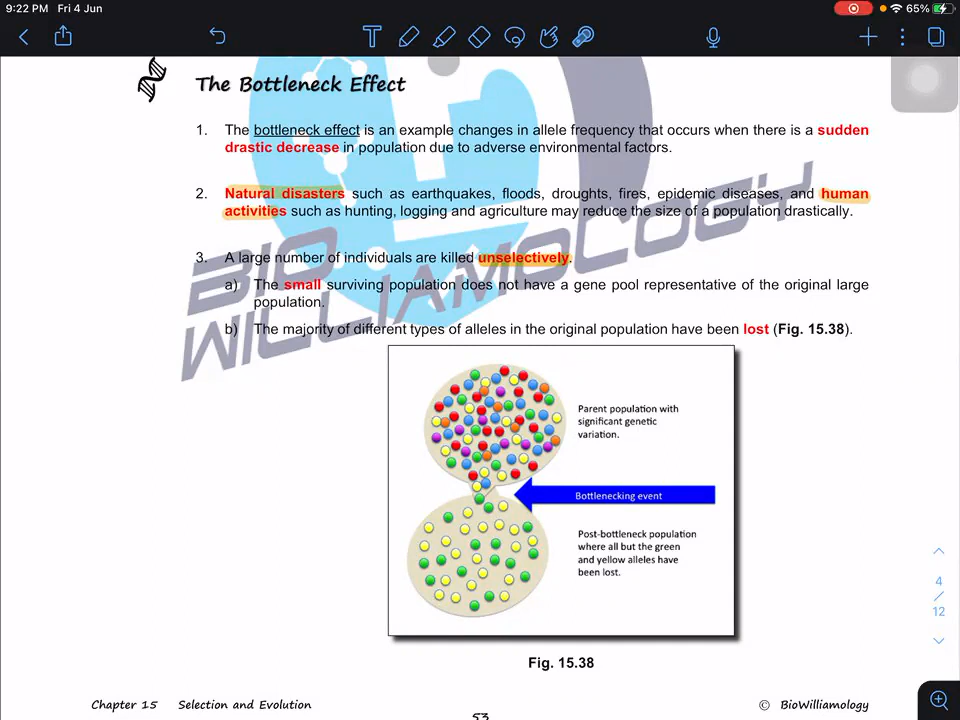 9:22 PM Fri 4 Jun
65%
The Bottleneck Effect
1. The bottleneck effect is an example changes in allele frequency that occurs when there is a sudden
drastic decrease in population due to adverse environmental factors.
2. Natural disasters such as earthquakes, floods, droughts, fires, epidemic diseases, and human
activities such as hunting, logging and agriculture may reduce the size of a population drastically.
3. A large number of individuals are killed unselectively.
a) The small surviving population does not have a gene pool representative of the original large
population.
b) The majority of different types of alleles in the original population have been lost (Fig. 15.38).
BIO
WILLIAMOLOGY
Parent population with
significant genetic
variation.
Bottlenecking event
Post-bottleneck population
where all but the green
and yellow alleles have
been lost.
4
/
12
Fig. 15.38
Chapter 15 Selection and Evolution © BioWilliamology
53